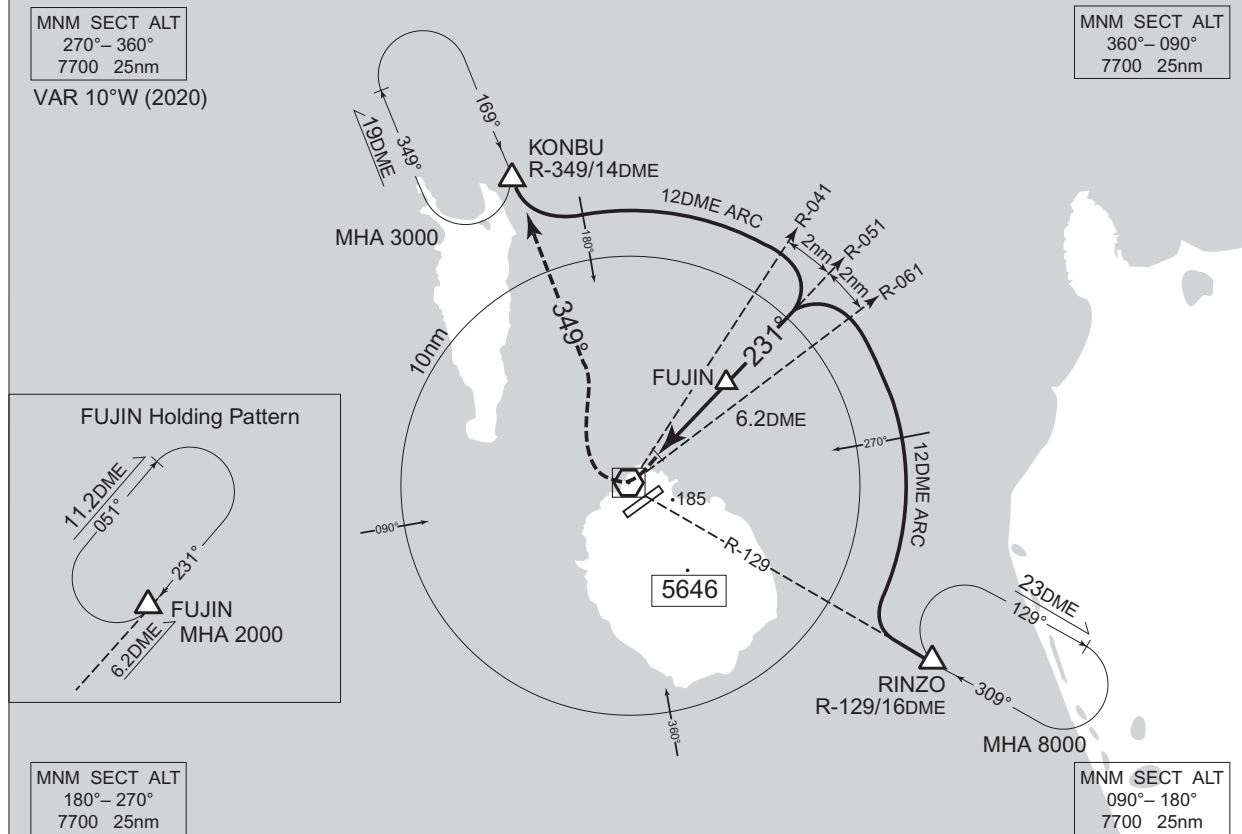 MNM SECT ALT
270°– 360°
7700 25nm
VAR 10°W (2020)
MNM SECT ALT
360°– 090°
7700 25nm
169°
349°
19DME
KONBU
R-349/14DME
MHA 3000
12DME ARC
180°
R-041
2nm
R-051
2nm
R-061
349°
10nm
231°
FUJIN
6.2DME
270°
12DME ARC
FUJIN Holding Pattern
11.2DME
051°
231°
FUJIN
MHA 2000
6.2DME
090°
185
R-129
5646
23DME
129°
309°
RINZO
R-129/16DME
MHA 8000
360°
MNM SECT ALT
180°– 270°
7700 25nm
MNM SECT ALT
090°– 180°
7700 25nm